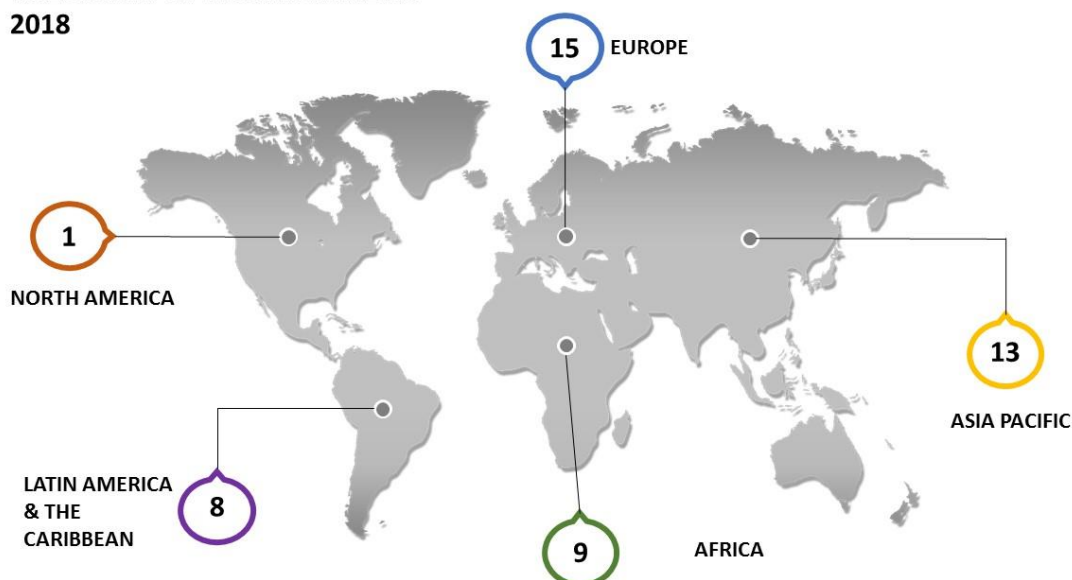 2018
15 EUROPE
1
NORTH AMERICA
13
ASIA PACIFIC
LATIN AMERICA
& THE
CARIBBEAN
8
9
AFRICA